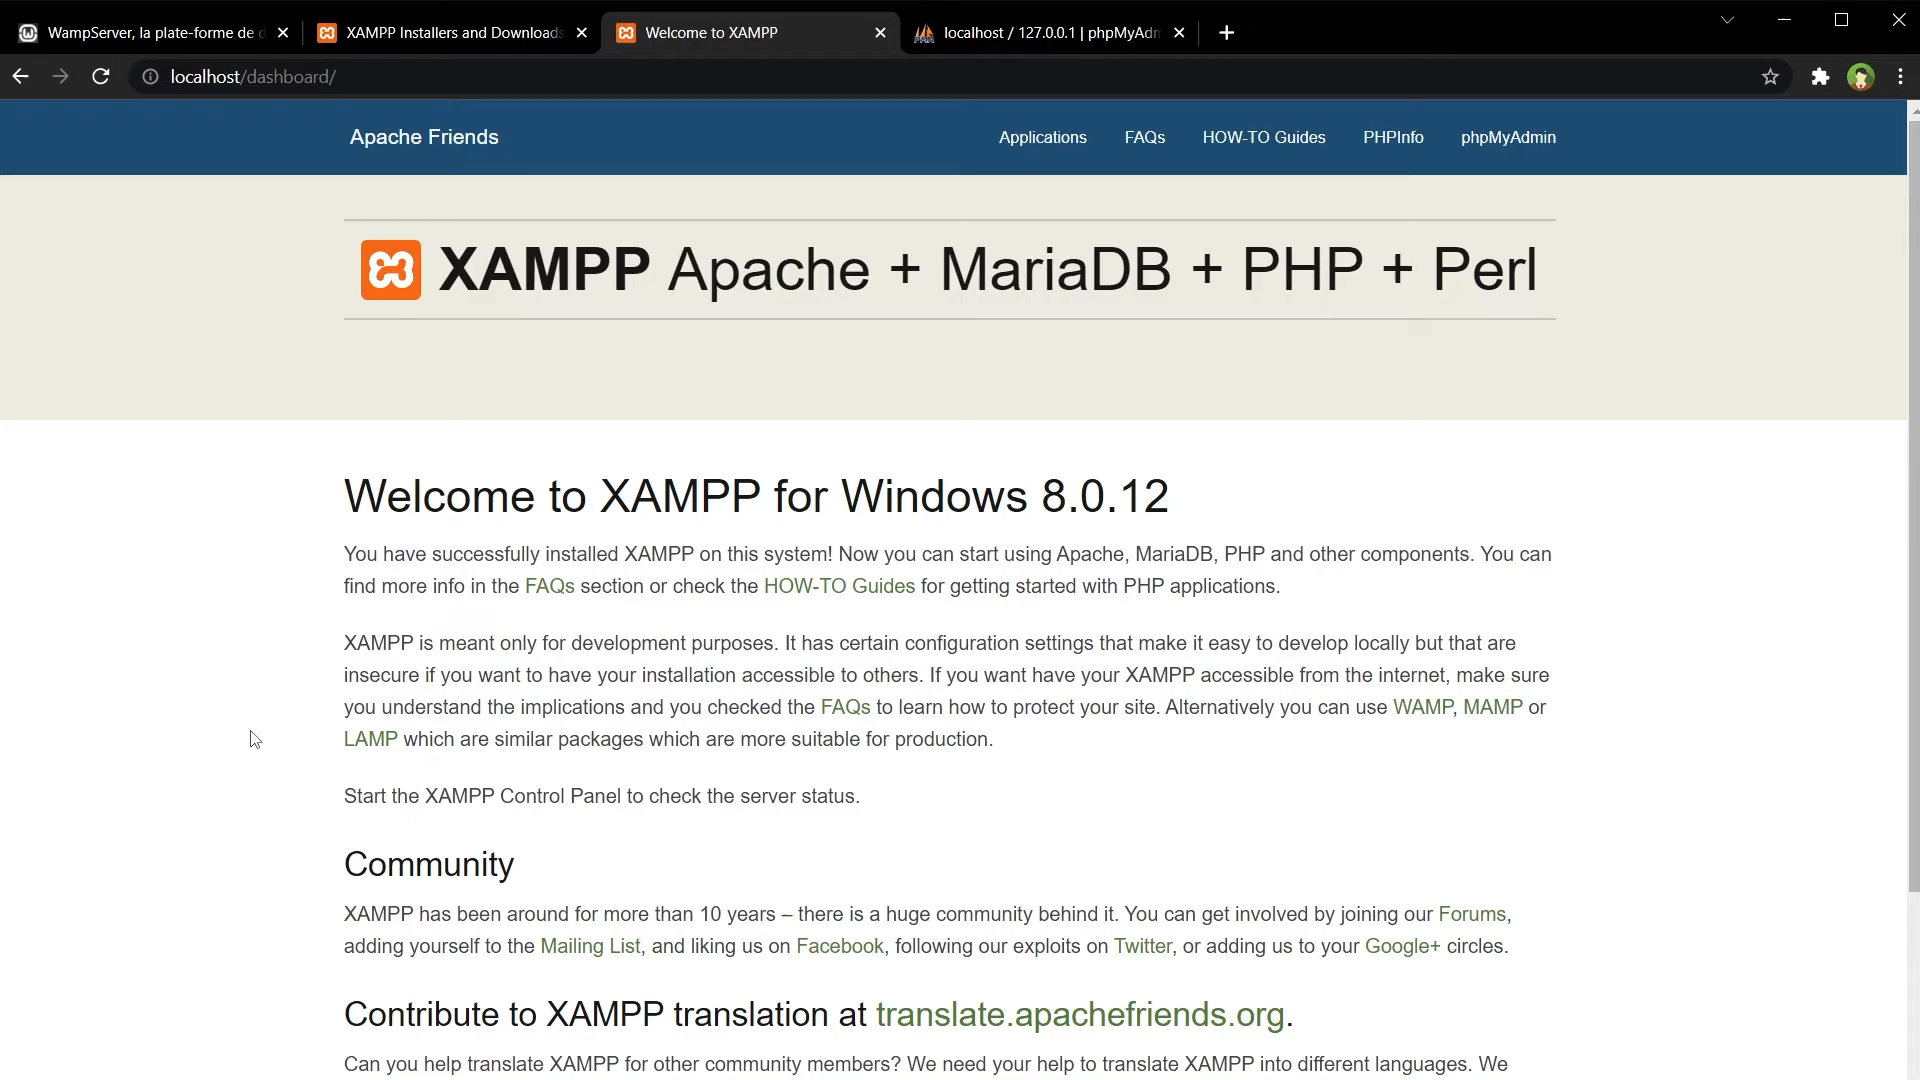 WampServer, la plate-forme de d
XAMPP Installers and Downloads
Welcome to XAMPP
localhost / 127.0.0.1 | phpMyAdm
localhost/dashboard/
Apache Friends
Applications
FAQs
HOW-TO Guides
PHPInfo
phpMyAdmin
XAMPP Apache + MariaDB + PHP + Perl
Welcome to XAMPP for Windows 8.0.12
You have successfully installed XAMPP on this system! Now you can start using Apache, MariaDB, PHP and other components. You can
find more info in the FAQs section or check the HOW-TO Guides for getting started with PHP applications.
XAMPP is meant only for development purposes. It has certain configuration settings that make it easy to develop locally but that are
insecure if you want to have your installation accessible to others. If you want have your XAMPP accessible from the internet, make sure
you understand the implications and you checked the FAQs to learn how to protect your site. Alternatively you can use WAMP, MAMP or
LAMP which are similar packages which are more suitable for production.
Start the XAMPP Control Panel to check the server status.
Community
XAMPP has been around for more than 10 years – there is a huge community behind it. You can get involved by joining our Forums,
adding yourself to the Mailing List, and liking us on Facebook, following our exploits on Twitter, or adding us to your Google+ circles.
Contribute to XAMPP translation at translate.apachefriends.org.
Can you help translate XAMPP for other community members? We need your help to translate XAMPP into different languages. We